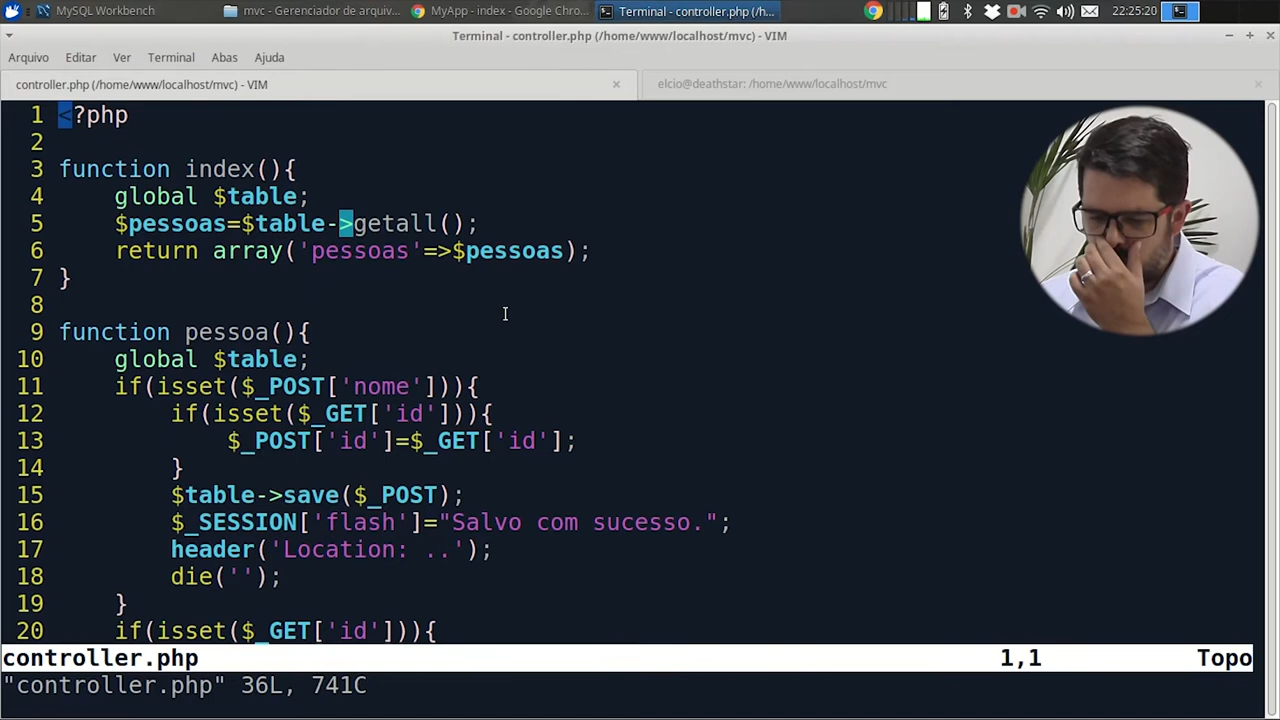 MySQL Workbench
mvc - Gerenciador de arquiv...
MyApp - index - Google Chro...
Terminal - controller.php (/h...
22:25:20
Terminal - controller.php (/home/www/localhost/mvc) - VIM
Arquivo Editar Ver Terminal Abas Ajuda
controller.php (/home/www/localhost/mvc) - VIM
elcio@deathstar: /home/www/localhost/mvc
1 <?php
2
3 function index(){
4     global $table;
5     $pessoas=$table->getall();
6     return array('pessoas'=>$pessoas);
7 }
8
9 function pessoa(){
10     global $table;
11     if(isset($_POST['nome'])){
12         if(isset($_GET['id'])){
13             $_POST['id']=$_GET['id'];
14         }
15         $table->save($_POST);
16         $_SESSION['flash']="Salvo com sucesso.";
17         header('Location: ..');
18         die('');
19     }
20     if(isset($_GET['id'])){
controller.php 1,1 Topo
"controller.php" 36L, 741C